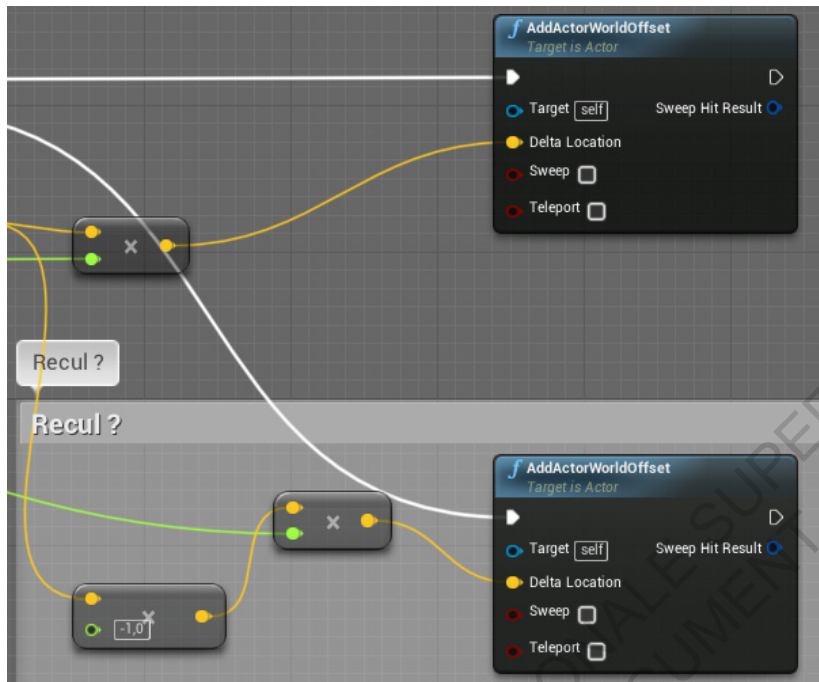 f AddActorWorldOffset
Target is Actor
Target self Sweep Hit Result
Delta Location
Sweep
Teleport
×
Recul ?
Recul ?
f AddActorWorldOffset
Target is Actor
×
Target self Sweep Hit Result
Delta Location
×
-1,0
Sweep
Teleport